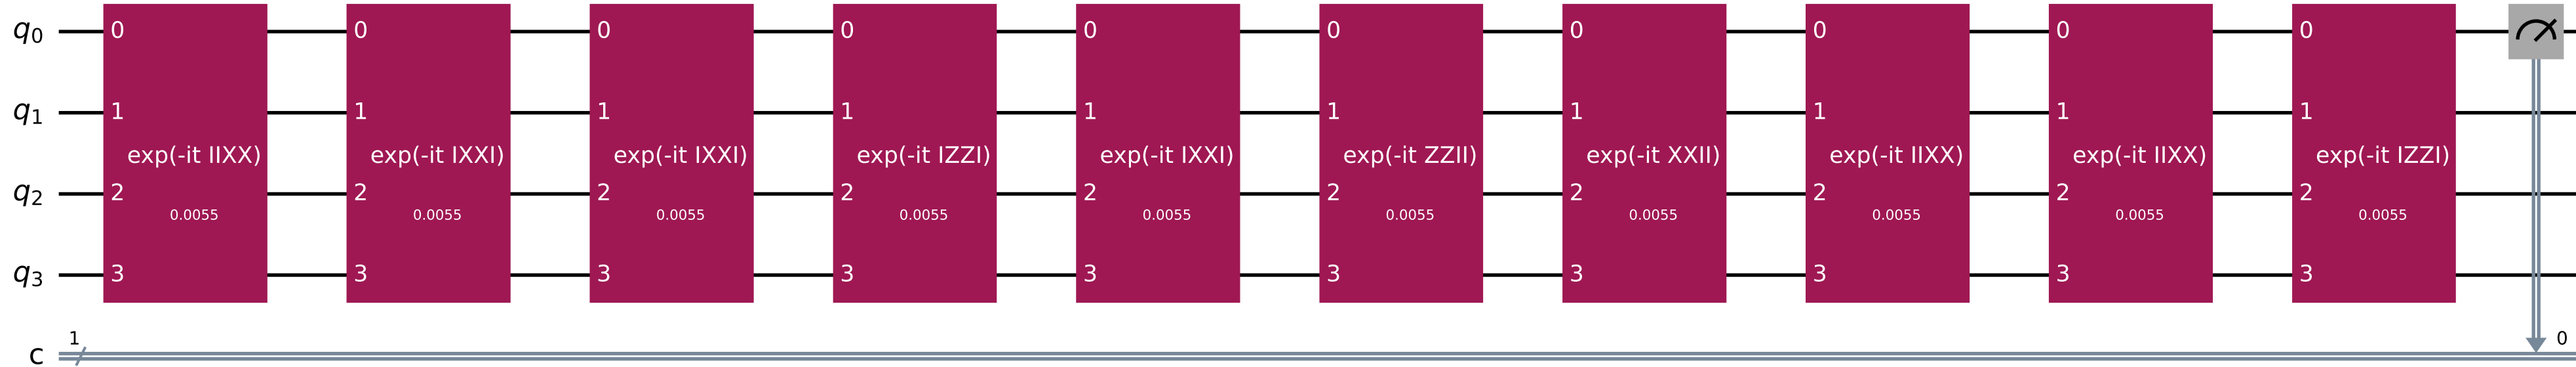 q0 0 0 0 0 0 0 0 0 0 0
q1 1 1 1 1 1 1 1 1 1 1
exp(-it IIXX) exp(-it IXXI) exp(-it IXXI) exp(-it IZZI) exp(-it IXXI) exp(-it ZZII) exp(-it XXII) exp(-it IIXX) exp(-it IIXX) exp(-it IZZI)
q2 2 2 2 2 2 2 2 2 2 2
0.0055 0.0055 0.0055 0.0055 0.0055 0.0055 0.0055 0.0055 0.0055 0.0055
q3 3 3 3 3 3 3 3 3 3 3
1 0
c